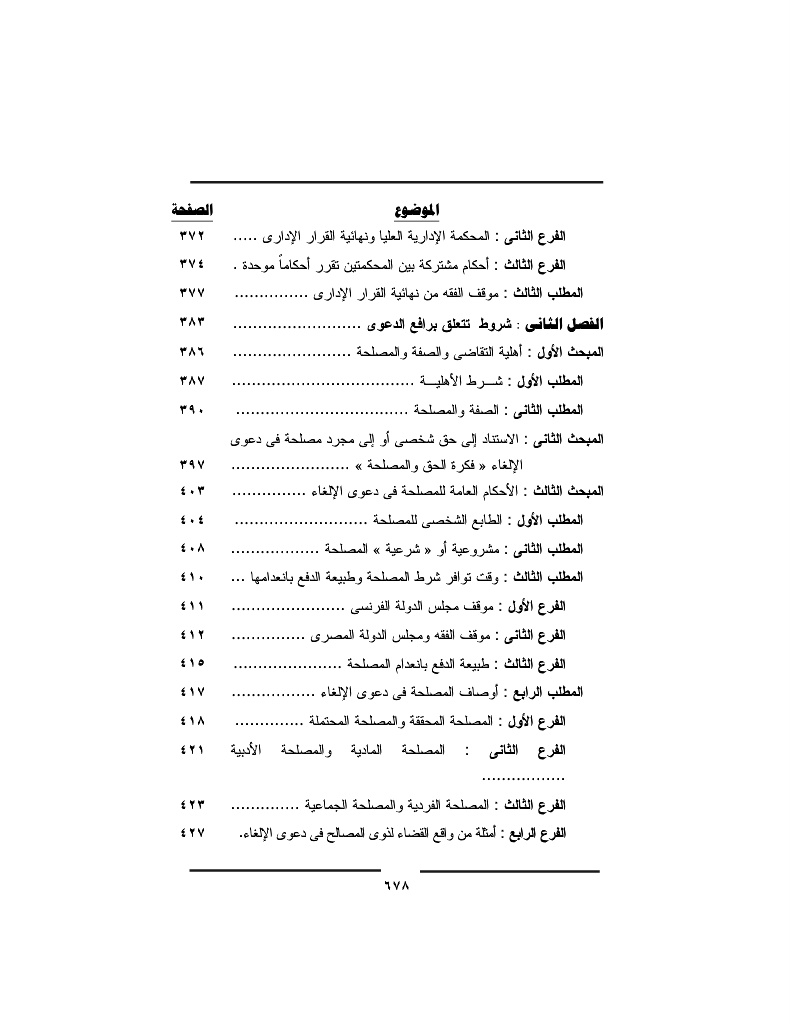 الموضوع الصفحة
الفرع الثانى : المحكمة الإدارية العليا ونهائية القرار الإدارى ..... ٣٧٢
الفرع الثالث : أحكام مشتركة بين المحكمتين تقرر أحكاماً موحدة . ٣٧٤
المطلب الثالث : موقف الفقه من نهائية القرار الإدارى ............... ٣٧٧
الفصل الثانى : شروط تتعلق برافع الدعوى .......................... ٣٨٣
المبحث الأول : أهلية التقاضى والصفة والمصلحة ........................ ٣٨٦
المطلب الأول : شـــرط الأهليـــة ..................................... ٣٨٧
المطلب الثانى : الصفة والمصلحة ................................... ٣٩٠
المبحث الثانى : الاستناد إلى حق شخصى أو إلى مجرد مصلحة فى دعوى
الإلغاء « فكرة الحق والمصلحة » ........................ ٣٩٧
المبحث الثالث : الأحكام العامة للمصلحة فى دعوى الإلغاء ............... ٤٠٣
المطلب الأول : الطابع الشخصى للمصلحة ........................... ٤٠٤
المطلب الثانى : مشروعية أو « شرعية » المصلحة .................. ٤٠٨
المطلب الثالث : وقت توافر شرط المصلحة وطبيعة الدفع بانعدامها ... ٤١٠
الفرع الأول : موقف مجلس الدولة الفرنسى ....................... ٤١١
الفرع الثانى : موقف الفقه ومجلس الدولة المصرى ............... ٤١٢
الفرع الثالث : طبيعة الدفع بانعدام المصلحة ...................... ٤١٥
المطلب الرابع : أوصاف المصلحة فى دعوى الإلغاء ................. ٤١٧
الفرع الأول : المصلحة المحققة والمصلحة المحتملة .............. ٤١٨
الفرع الثانى : المصلحة المادية والمصلحة الأدبية ٤٢١
.................
الفرع الثالث : المصلحة الفردية والمصلحة الجماعية .............. ٤٢٣
الفرع الرابع : أمثلة من واقع القضاء لذوى المصالح فى دعوى الإلغاء. ٤٢٧
٦٧٨